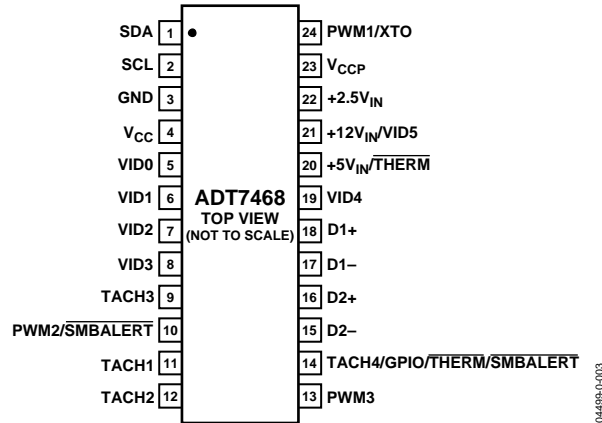 SDA 1
SCL 2
GND 3
VCC 4
VID0 5
VID1 6
VID2 7
VID3 8
TACH3 9
PWM2/SMBALERT 10
TACH1 11
TACH2 12
ADT7468
TOP VIEW
(NOT TO SCALE)
24 PWM1/XTO
23 VCCP
22 +2.5VIN
21 +12VIN/VID5
20 +5VIN/THERM
19 VID4
18 D1+
17 D1–
16 D2+
15 D2–
14 TACH4/GPIO/THERM/SMBALERT
13 PWM3
04499-0-003